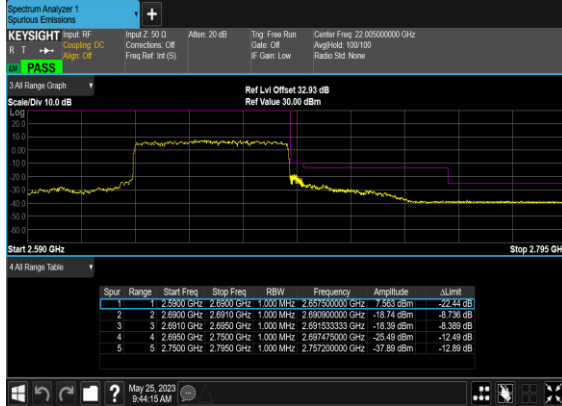 Spectrum Analyzer 1
Spurious Emissions
+
KEYSIGHT Input: RF Input Z: 50 Ω Atten: 20 dB Trig: Free Run Center Freq: 22.005000000 GHz
R T Coupling: DC Corrections: Off Gate: Off Avg|Hold: 100/100
Align: Off Freq Ref: Int (S) IF Gain: Low Radio Std: None
PASS
3 All Range Graph Ref Lvl Offset 32.93 dB
Scale/Div 10.0 dB Ref Value 30.00 dBm
Log
20.0
10.0
0.00
-10.0
-20.0
-30.0
-40.0
-50.0
-60.0
Start 2.590 GHz Stop 2.795 GH
4 All Range Table
Spur Range Start Freq Stop Freq RBW Frequency Amplitude ΔLimit
1 1 2.5900 GHz 2.6900 GHz 1.000 MHz 2.657500000 GHz 7.563 dBm -22.44 dB
2 2 2.6900 GHz 2.6910 GHz 1.000 MHz 2.690900000 GHz -18.74 dBm -8.736 dB
3 3 2.6910 GHz 2.6950 GHz 1.000 MHz 2.691533333 GHz -18.39 dBm -8.389 dB
4 4 2.6950 GHz 2.7500 GHz 1.000 MHz 2.697475000 GHz -25.49 dBm -12.49 dB
5 5 2.7500 GHz 2.7950 GHz 1.000 MHz 2.757200000 GHz -37.89 dBm -12.89 dB
? May 25, 2023
9:44:15 AM